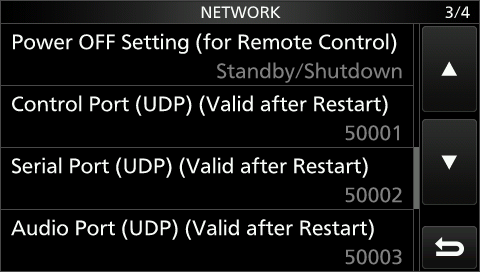 NETWORK 3/4
Power OFF Setting (for Remote Control)
Standby/Shutdown
Control Port (UDP) (Valid after Restart)
50001
Serial Port (UDP) (Valid after Restart)
50002
Audio Port (UDP) (Valid after Restart)
50003